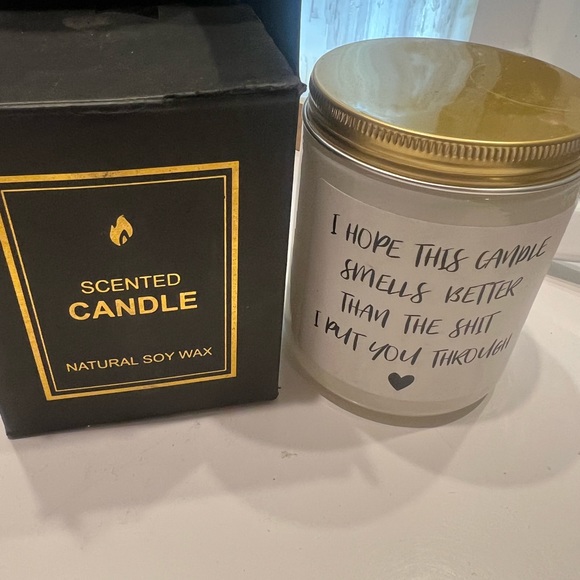 SCENTED
CANDLE
NATURAL SOY WAX
I HOPE THIS CANDLE
SMELLS BETTER
THAN THE SHIT
I PUT YOU THROUGH